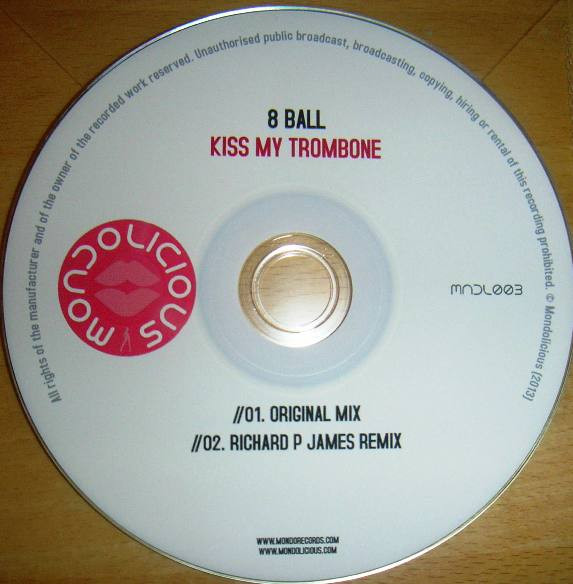 All rights of the manufacturer and of the owner of the recorded work reserved. Unauthorised public broadcast, broadcasting, copying, hiring or rental of this recording prohibited. © Mondolicious (2013)
8 BALL
KISS MY TROMBONE
MONDOLICIOUS
MNDL003
//01. ORIGINAL MIX
//02. RICHARD P JAMES REMIX
WWW.MONDORECORDS.COM
WWW.MONDOLICIOUS.COM